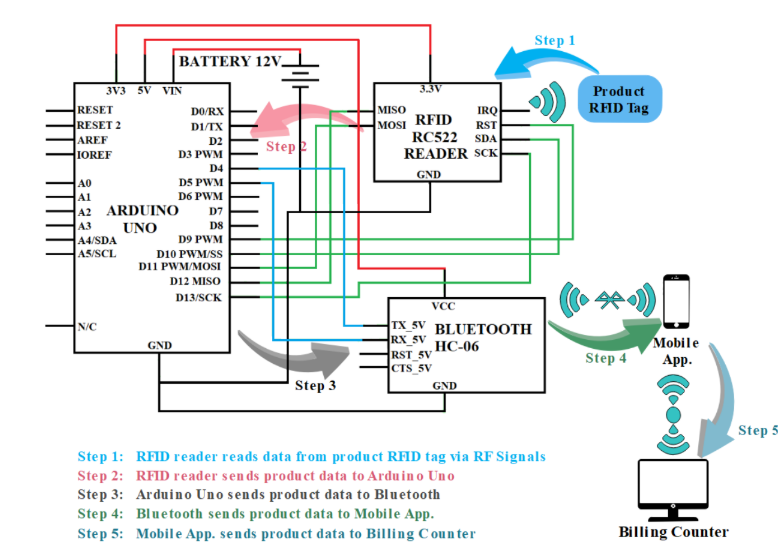 Step 1
BATTERY 12V
3V3 5V VIN
3.3V
Product
RFID Tag
RESET
RESET 2
AREF
IOREF
A0
A1
A2
A3
A4/SDA
A5/SCL
N/C
ARDUINO
UNO
GND
D0/RX
D1/TX
D2
D3 PWM
D4
D5 PWM
D6 PWM
D7
D8
D9 PWM
D10 PWM/SS
D11 PWM/MOSI
D12 MISO
D13/SCK
Step 2
MISO
MOSI
RFID
RC522
READER
IRQ
RST
SDA
SCK
GND
VCC
TX_5V
RX_5V
RST_5V
CTS_5V
BLUETOOTH
HC-06
GND
Step 3
Step 4
Mobile
App.
Step 5
Billing Counter
Step 1: RFID reader reads data from product RFID tag via RF Signals
Step 2: RFID reader sends product data to Arduino Uno
Step 3: Arduino Uno sends product data to Bluetooth
Step 4: Bluetooth sends product data to Mobile App.
Step 5: Mobile App. sends product data to Billing Counter